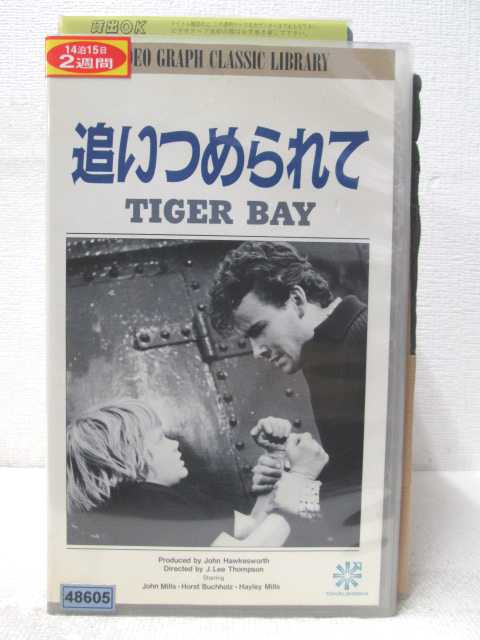 貸出OK
14泊15日
2週間
EO GRAPH CLASSIC LIBRARY
追いつめられて
TIGER BAY
Produced by John Hawkesworth
Directed by J. Lee Thompson
Starring
John Mills・Horst Buchholz・Hayley Mills
48605